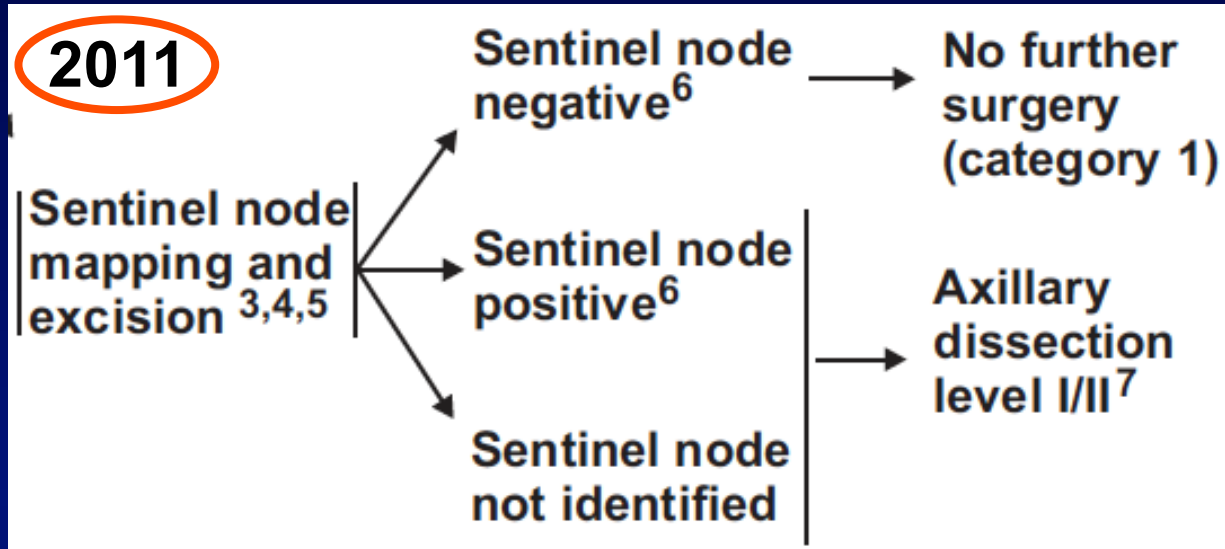 2011
Sentinel node
mapping and
excision 3,4,5
Sentinel node
negative6
No further
surgery
(category 1)
Sentinel node
positive6
Sentinel node
not identified
Axillary
dissection
level I/II7